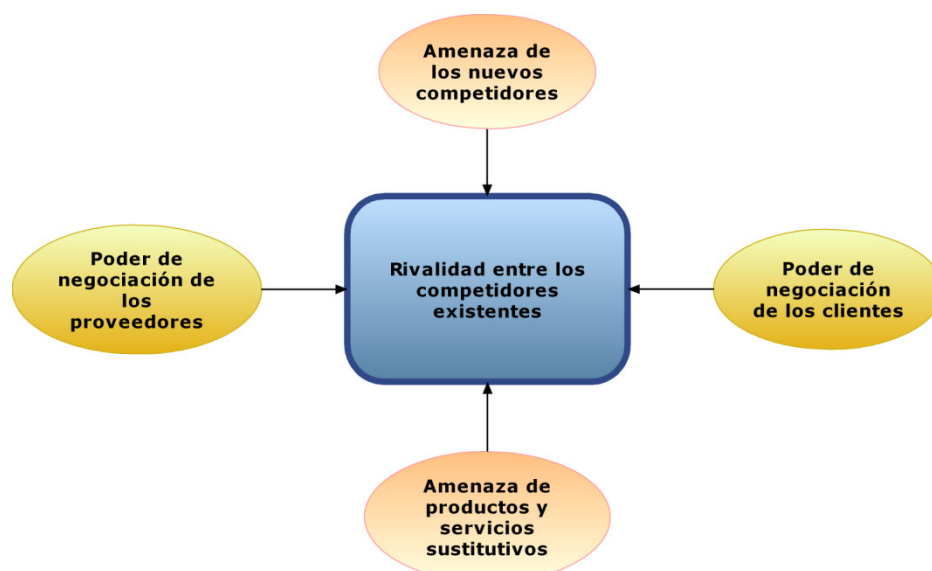 Amenaza de
los nuevos
competidores
Poder de
negociación de
los
proveedores
Rivalidad entre los
competidores
existentes
Poder de
negociación
de los clientes
Amenaza de
productos y
servicios
sustitutivos